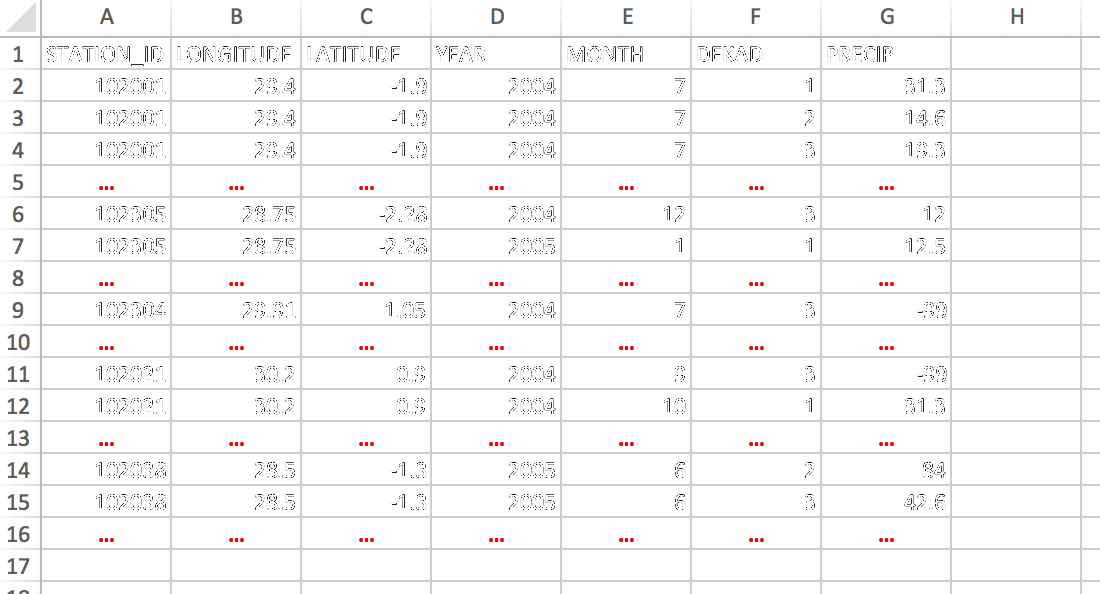 A B C D E F G H
1 STATION_ID LONGITUDE LATITUDE YEAR MONTH DEKAD PRECIP
2 102001 29.4 -1.9 2004 7 1 31.3
3 102001 29.4 -1.9 2004 7 2 14.6
4 102001 29.4 -1.9 2004 7 3 19.3
5 ... ... ... ... ... ... ...
6 102305 28.75 -2.28 2004 12 3 12
7 102305 28.75 -2.28 2005 1 1 12.5
8 ... ... ... ... ... ... ...
9 102304 29.91 1.05 2004 7 3 -99
10 ... ... ... ... ... ... ...
11 102021 30.2 0.9 2004 9 3 -99
12 102021 30.2 0.9 2004 10 1 31.3
13 ... ... ... ... ... ... ...
14 102038 28.5 -1.3 2005 6 2 84
15 102038 28.5 -1.3 2005 6 3 42.6
16 ... ... ... ... ... ... ...
17